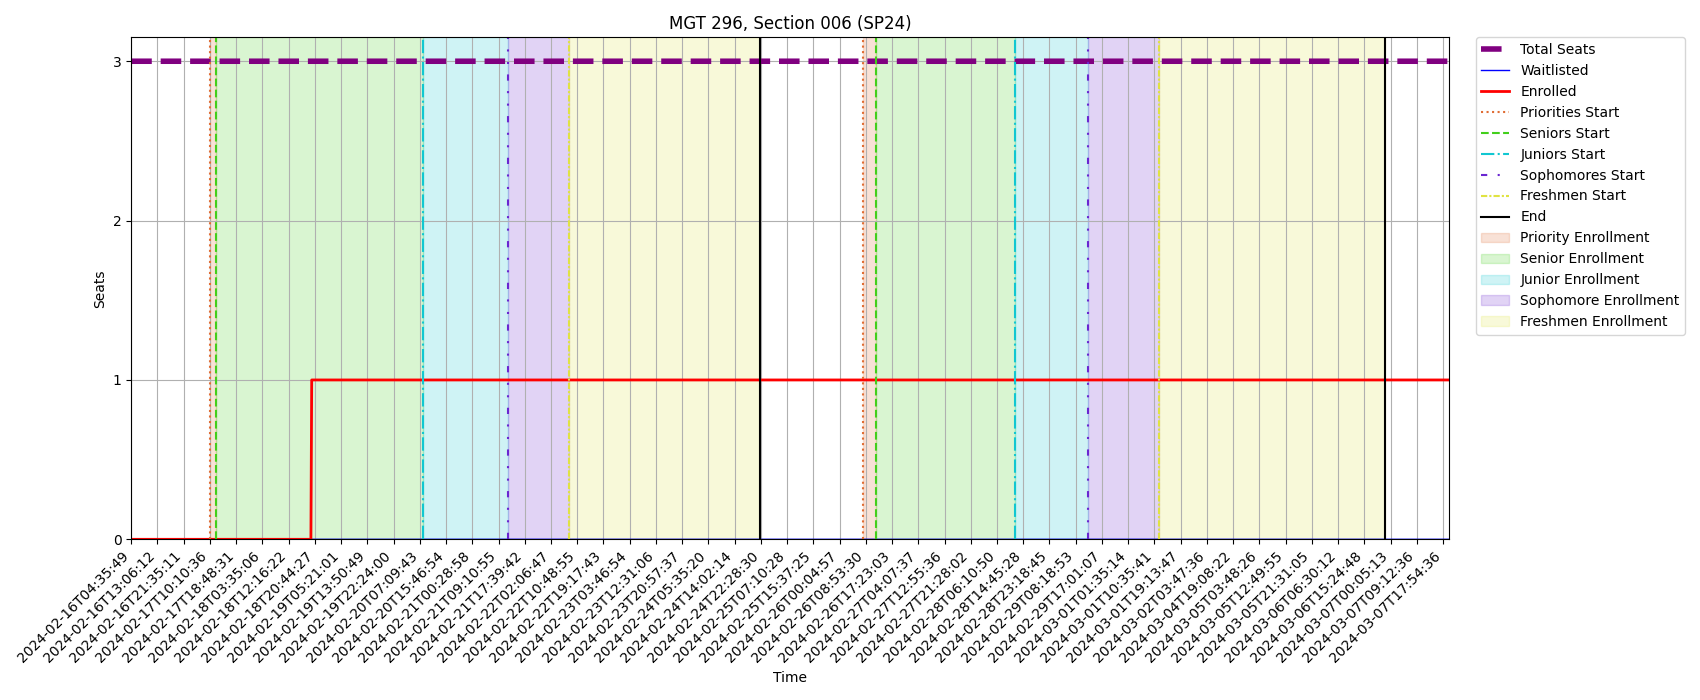 MGT 296, Section 006 (SP24)
Seats
3
2
1
0
2024-02-16T04:35:49
2024-02-16T13:06:12
2024-02-16T21:35:11
2024-02-17T10:10:36
2024-02-17T18:48:31
2024-02-18T03:35:06
2024-02-18T12:16:22
2024-02-18T20:44:27
2024-02-19T05:21:01
2024-02-19T13:50:49
2024-02-19T22:24:00
2024-02-20T07:09:43
2024-02-20T15:46:54
2024-02-21T00:28:58
2024-02-21T09:10:55
2024-02-21T17:39:42
2024-02-22T02:06:47
2024-02-22T10:48:55
2024-02-22T19:17:43
2024-02-23T03:46:54
2024-02-23T12:31:06
2024-02-23T20:57:37
2024-02-24T05:35:20
2024-02-24T14:02:14
2024-02-24T22:28:30
2024-02-25T07:10:28
2024-02-25T15:37:25
2024-02-26T00:04:57
2024-02-26T08:53:30
2024-02-26T17:23:03
2024-02-27T04:07:37
2024-02-27T12:55:36
2024-02-27T21:28:02
2024-02-28T06:10:50
2024-02-28T14:45:28
2024-02-28T23:18:45
2024-02-29T08:18:53
2024-02-29T17:01:07
2024-03-01T01:35:14
2024-03-01T10:35:41
2024-03-01T19:13:47
2024-03-02T03:47:36
2024-03-04T19:08:22
2024-03-05T03:48:26
2024-03-05T12:49:55
2024-03-05T21:31:05
2024-03-06T06:30:12
2024-03-06T15:24:48
2024-03-07T00:05:13
2024-03-07T09:12:36
2024-03-07T17:54:36
Time
Total Seats
Waitlisted
Enrolled
Priorities Start
Seniors Start
Juniors Start
Sophomores Start
Freshmen Start
End
Priority Enrollment
Senior Enrollment
Junior Enrollment
Sophomore Enrollment
Freshmen Enrollment